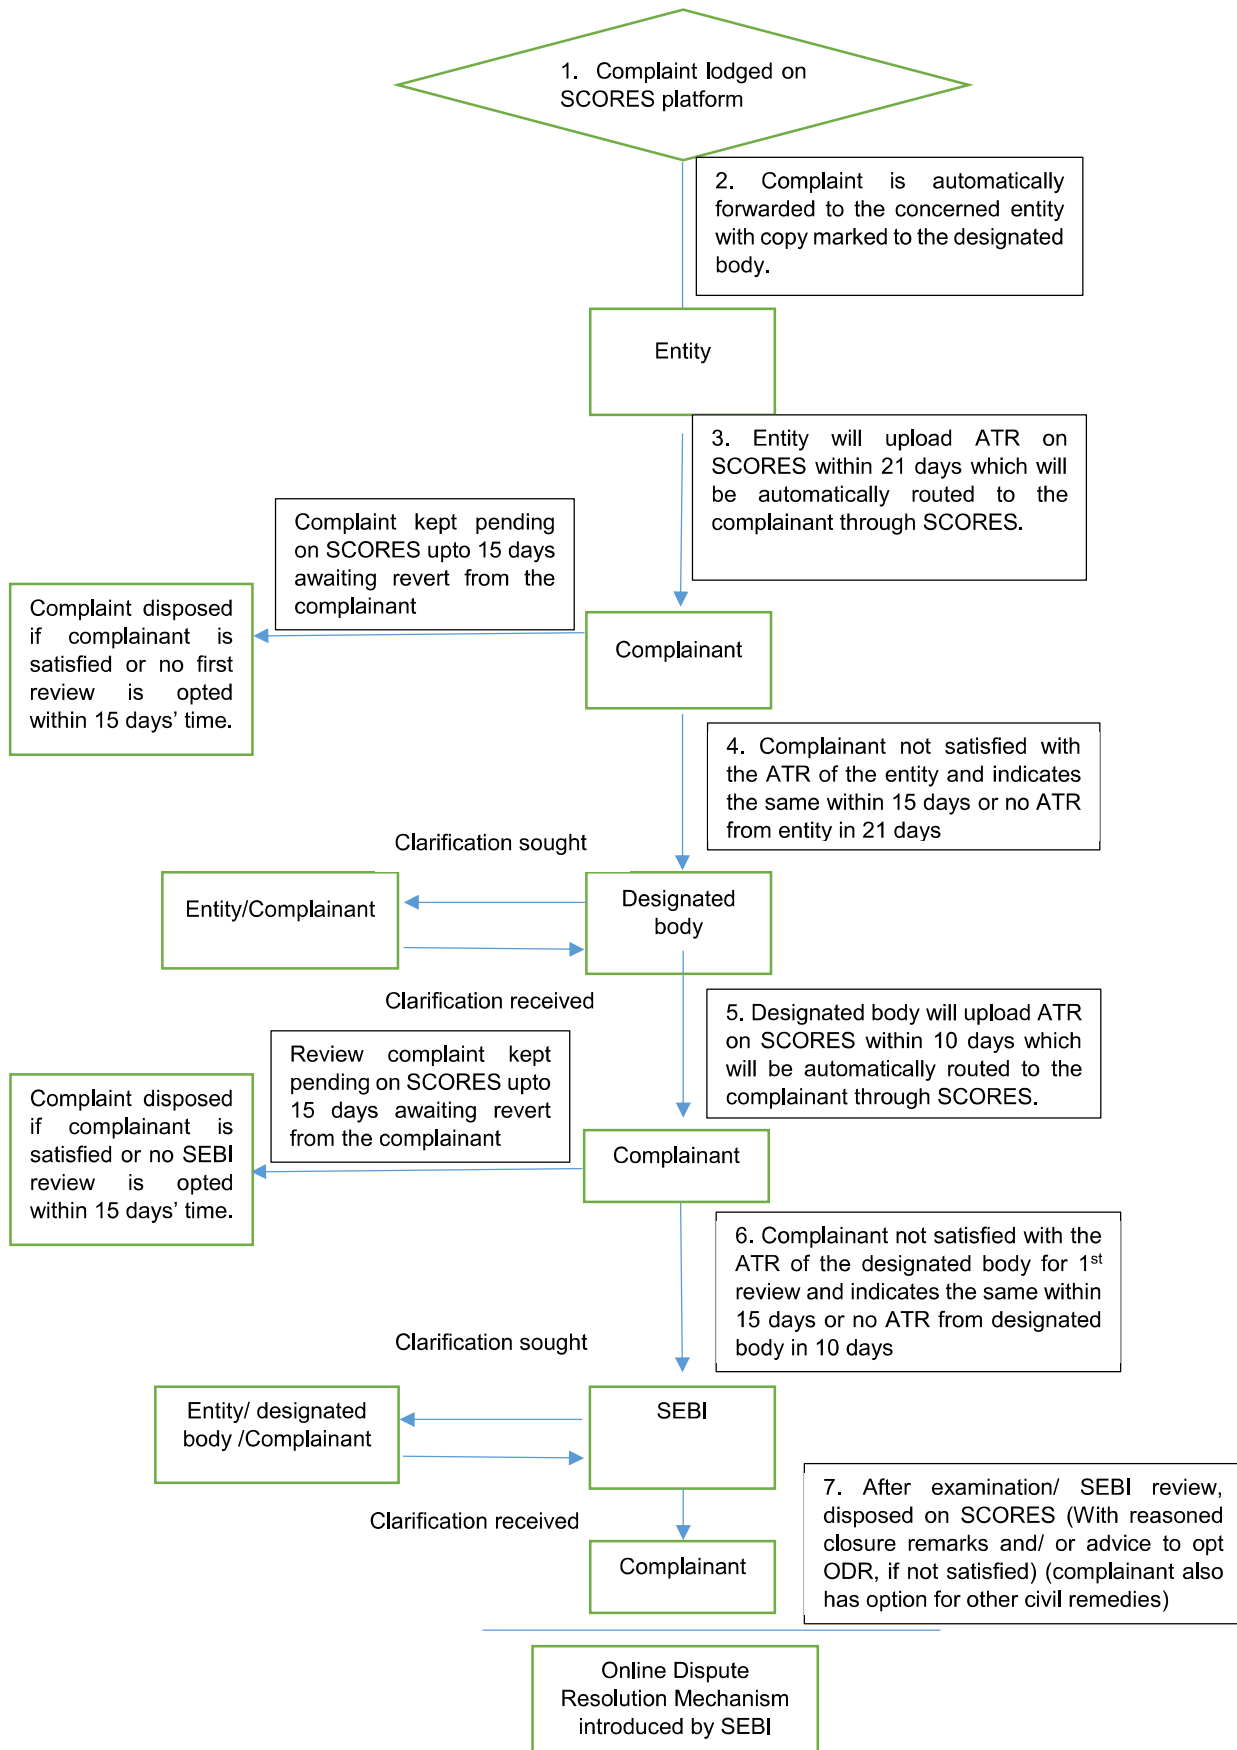 1. Complaint lodged on
SCORES platform
2. Complaint is automatically
forwarded to the concerned entity
with copy marked to the designated
body.
Entity
3. Entity will upload ATR on
SCORES within 21 days which will
be automatically routed to the
complainant through SCORES.
Complaint kept pending
on SCORES upto 15 days
awaiting revert from the
complainant
Complaint disposed
if complainant is
satisfied or no first
review is opted
within 15 days’ time.
Complainant
4. Complainant not satisfied with
the ATR of the entity and indicates
the same within 15 days or no ATR
from entity in 21 days
Clarification sought
Entity/Complainant
Designated
body
Clarification received
5. Designated body will upload ATR
on SCORES within 10 days which
will be automatically routed to the
complainant through SCORES.
Review complaint kept
pending on SCORES upto
15 days awaiting revert
from the complainant
Complaint disposed
if complainant is
satisfied or no SEBI
review is opted
within 15 days’ time.
Complainant
6. Complainant not satisfied with the
ATR of the designated body for 1st
review and indicates the same within
15 days or no ATR from designated
body in 10 days
Clarification sought
Entity/ designated
body /Complainant
SEBI
Clarification received
7. After examination/ SEBI review,
disposed on SCORES (With reasoned
closure remarks and/ or advice to opt
ODR, if not satisfied) (complainant also
has option for other civil remedies)
Complainant
Online Dispute
Resolution Mechanism
introduced by SEBI